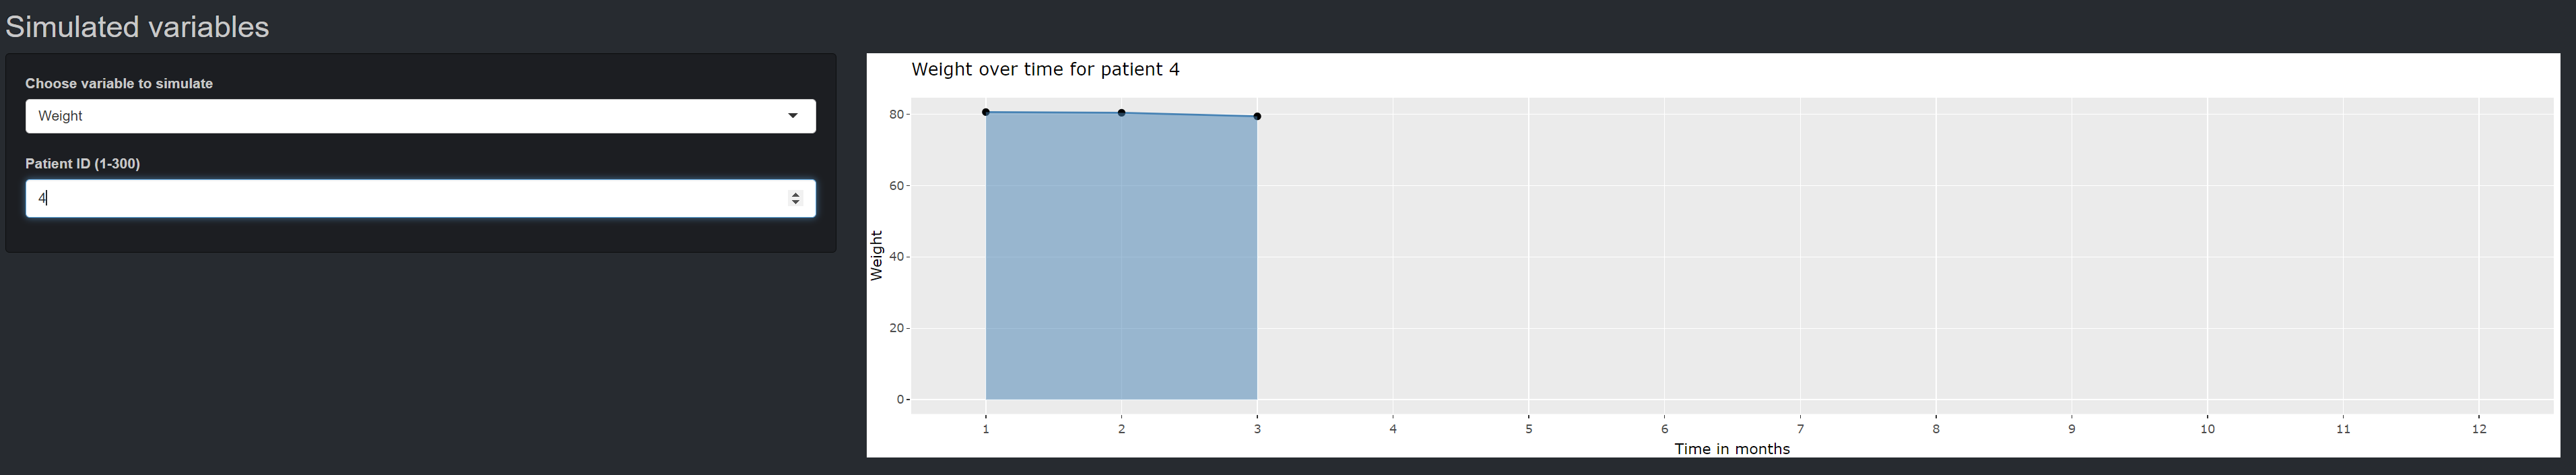 Simulated variables
Choose variable to simulate
Weight
Patient ID (1-300)
4
Weight over time for patient 4
80
60
40
20
0
Weight
1 2 3 4 5 6 7 8 9 10 11 12
Time in months